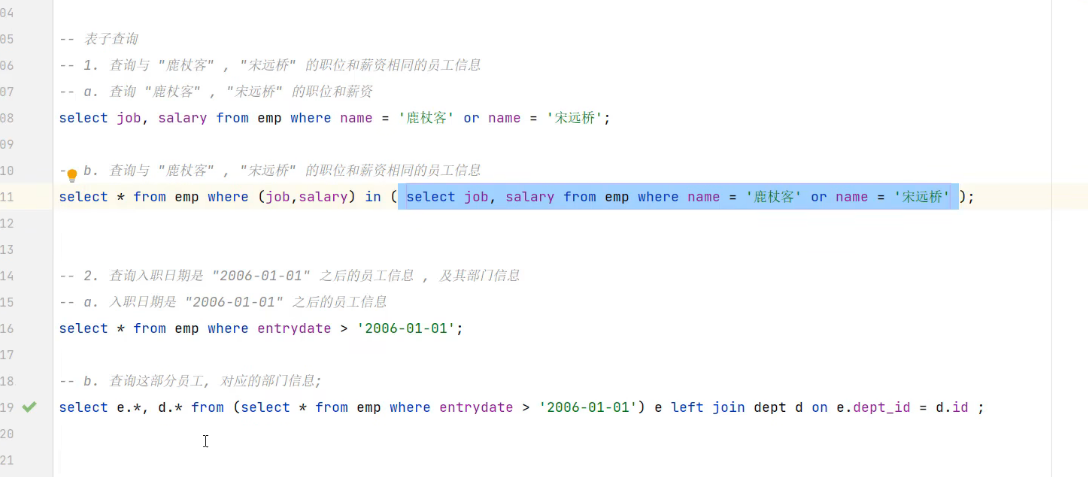 04
05 -- 表子查询
06 -- 1. 查询与 "鹿杖客" , "宋远桥" 的职位和薪资相同的员工信息
07 -- a. 查询 "鹿杖客" , "宋远桥" 的职位和薪资
08 select job, salary from emp where name = '鹿杖客' or name = '宋远桥';
09
10 - b. 查询与 "鹿杖客" , "宋远桥" 的职位和薪资相同的员工信息
11 select * from emp where (job,salary) in ( select job, salary from emp where name = '鹿杖客' or name = '宋远桥' );
12
13
14 -- 2. 查询入职日期是 "2006-01-01" 之后的员工信息 , 及其部门信息
15 -- a. 入职日期是 "2006-01-01" 之后的员工信息
16 select * from emp where entrydate > '2006-01-01';
17
18 -- b. 查询这部分员工, 对应的部门信息;
19 select e.*, d.* from (select * from emp where entrydate > '2006-01-01') e left join dept d on e.dept_id = d.id ;
20
21